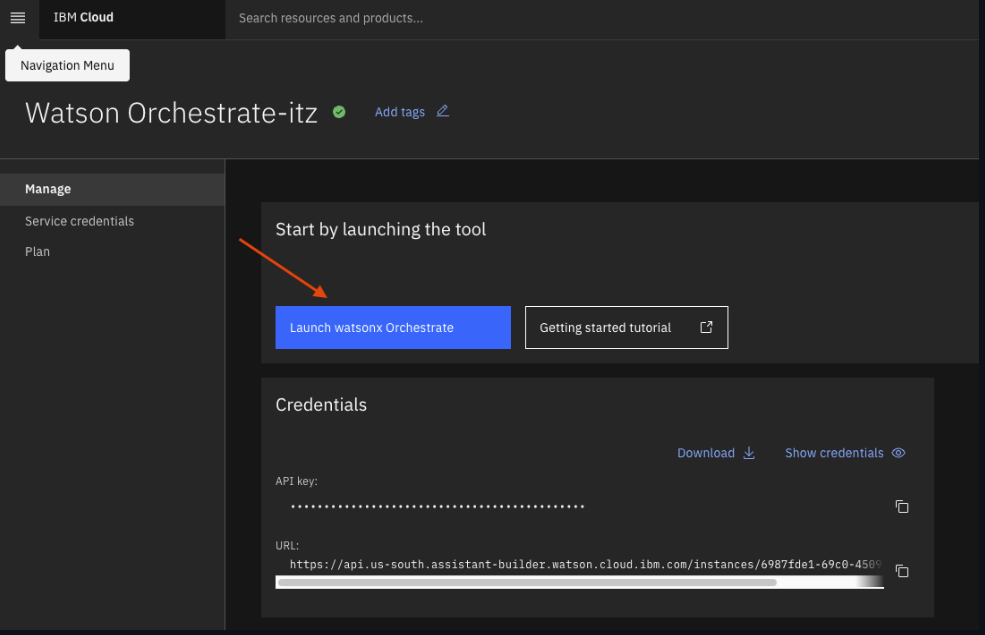 IBM Cloud
Search resources and products...
Navigation Menu
Watson Orchestrate-itz
Add tags
Manage
Service credentials
Plan
Start by launching the tool
Launch watsonx Orchestrate
Getting started tutorial
Credentials
Download
Show credentials
API key:
•••••••••••••••••••••••••••••••••••••••••••
URL:
https://api.us-south.assistant-builder.watson.cloud.ibm.com/instances/6987fde1-69c0-4509